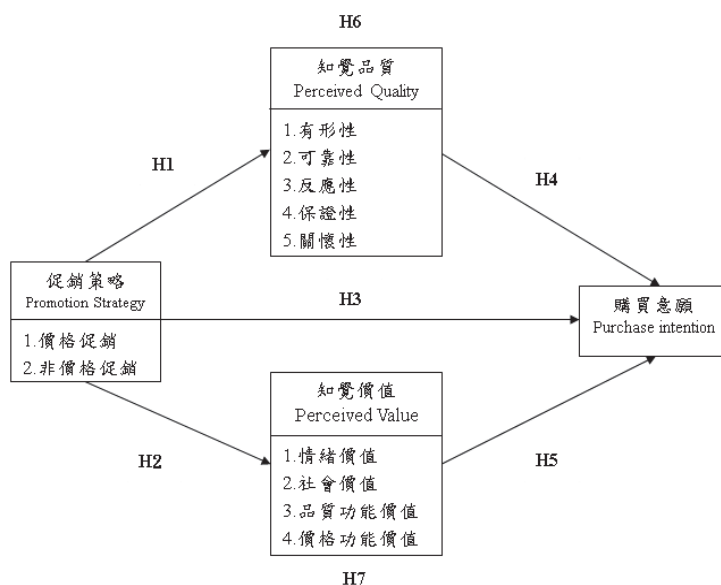 H6
知覺品質
Perceived Quality
1.有形性
2.可靠性
3.反應性
4.保證性
5.關懷性
H1
H4
促銷策略
Promotion Strategy
1.價格促銷
2.非價格促銷
H3
購買意願
Purchase intention
知覺價值
Perceived Value
1.情緒價值
2.社會價值
3.品質功能價值
4.價格功能價值
H2
H5
H7